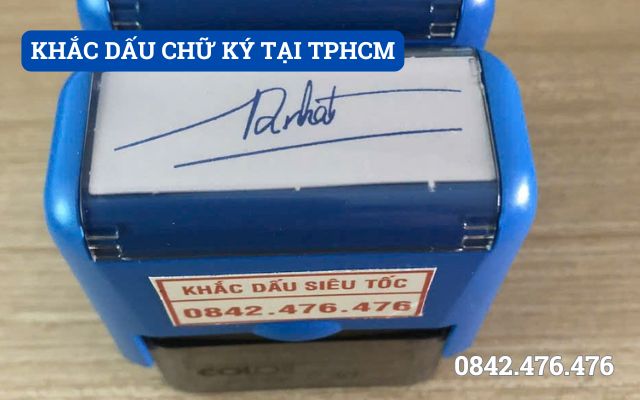 KHẮC DẤU CHỮ KÝ TẠI TPHCM
KHẮC DẤU SIÊU TỐC
0842.476.476
0842.476.476